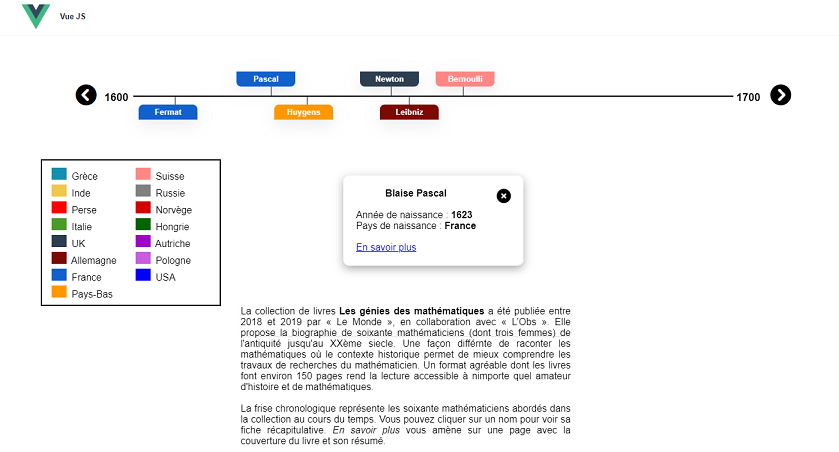 Vue JS
Pascal
Newton
Bernoulli
1600
1700
Fermat
Huygens
Leibniz
Grèce
Inde
Perse
Italie
UK
Allemagne
France
Pays-Bas
Suisse
Russie
Norvège
Hongrie
Autriche
Pologne
USA
Blaise Pascal
Année de naissance : 1623
Pays de naissance : France
En savoir plus
La collection de livres Les génies des mathématiques a été publiée entre
2018 et 2019 par « Le Monde », en collaboration avec « L'Obs ». Elle
propose la biographie de soixante mathématiciens (dont trois femmes) de
l'antiquité jusqu'au XXème siecle. Une façon différnte de raconter les
mathématiques où le contexte historique permet de mieux comprendre les
travaux de recherches du mathématicien. Un format agréable dont les livres
font environ 150 pages rend la lecture accessible à nimporte quel amateur
d'histoire et de mathématiques.
La frise chronologique représente les soixante mathématiciens abordés dans
la collection au cours du temps. Vous pouvez cliquer sur un nom pour voir sa
fiche récapitulative. En savoir plus vous amène sur une page avec la
couverture du livre et son résumé.